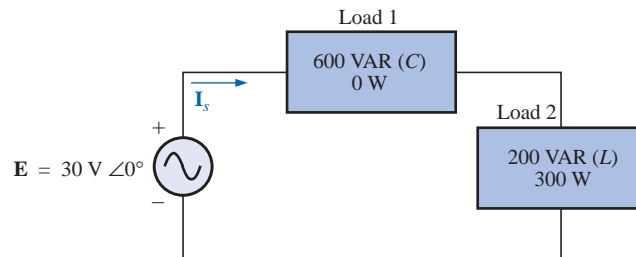 Load 1
600 VAR (C)
0 W
I_s
Load 2
+
E = 30 V ∠0°
–
200 VAR (L)
300 W